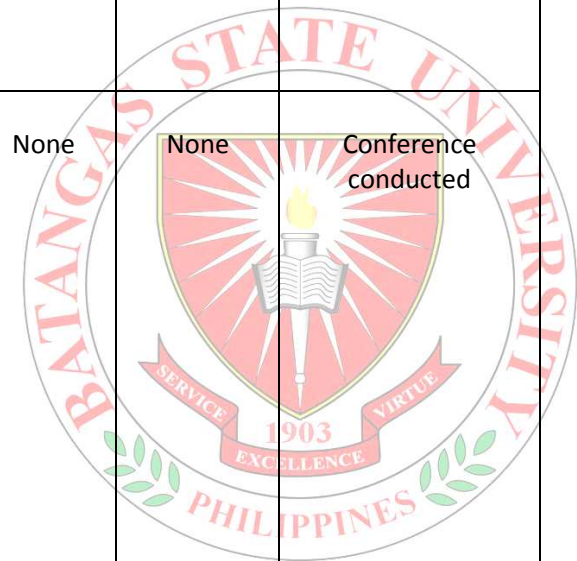 BATANGAS STATE UNIVERSITY
None
None
Conference
conducted
SERVICE
VIRTUE
1903
EXCELLENCE
PHILIPPINES